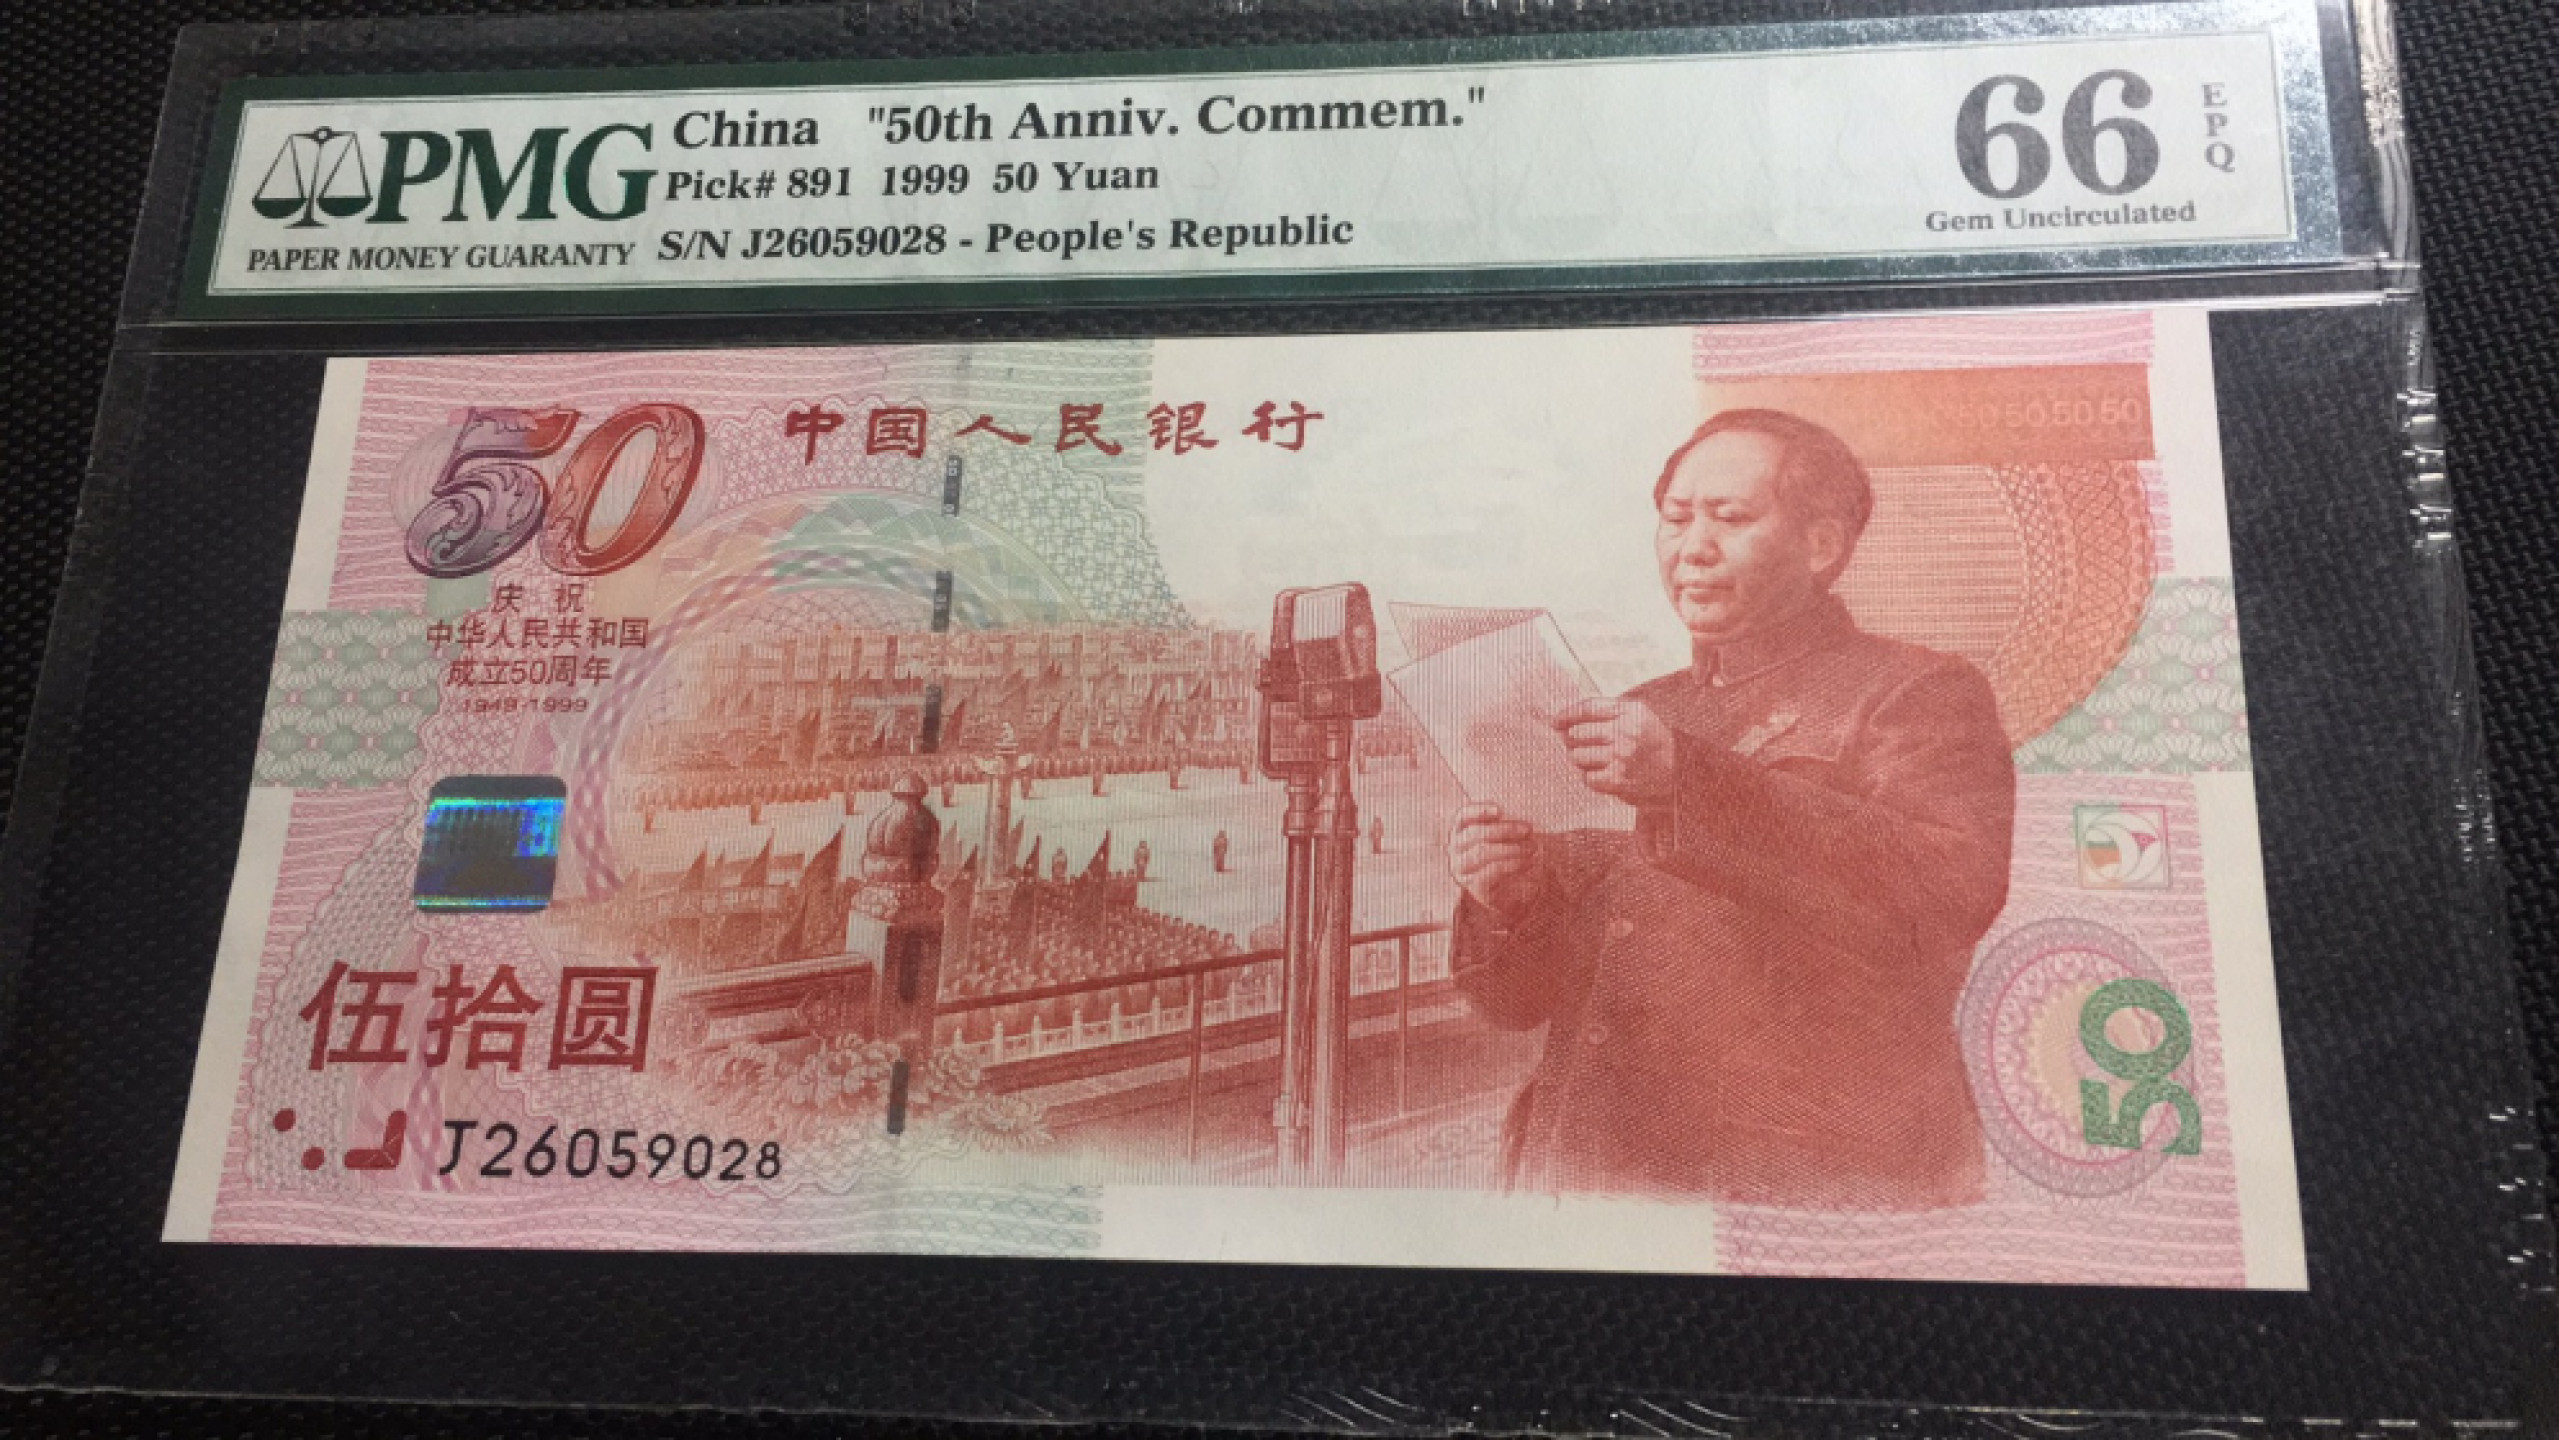 PMG
PAPER MONEY GUARANTY
China "50th Anniv. Commem."
Pick# 891 1999 50 Yuan
S/N J26059028 - People's Republic
66
EPQ
Gem Uncirculated
50
中国人民银行
505050
庆 祝
中华人民共和国
成立50周年
1949-1999
伍拾圆
J26059028
50